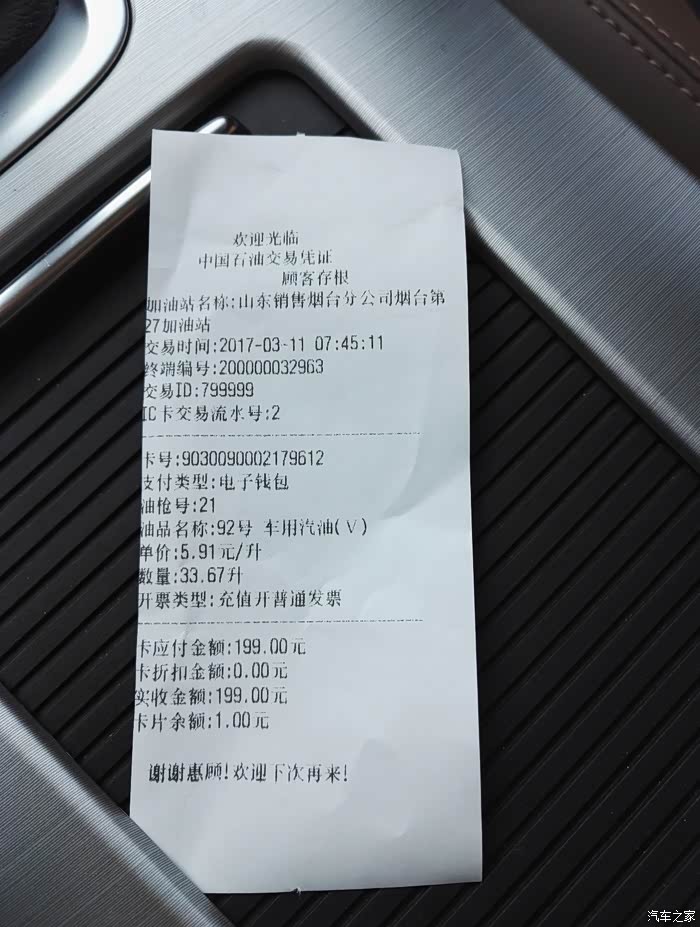 欢迎光临
中国石油交易凭证
顾客存根
加油站名称:山东销售烟台分公司烟台第
27加油站
交易时间:2017-03-11 07:45:11
终端编号:200000032963
交易ID:799999
IC卡交易流水号:2
卡号:9030090002179612
支付类型:电子钱包
油枪号:21
油品名称:92号 车用汽油(Ⅴ)
单价:5.91元/升
数量:33.67升
开票类型:充值开普通发票
卡应付金额:199.00元
卡折扣金额:0.00元
实收金额:199.00元
卡片余额:1.00元
谢谢惠顾!欢迎下次再来!
汽车之家